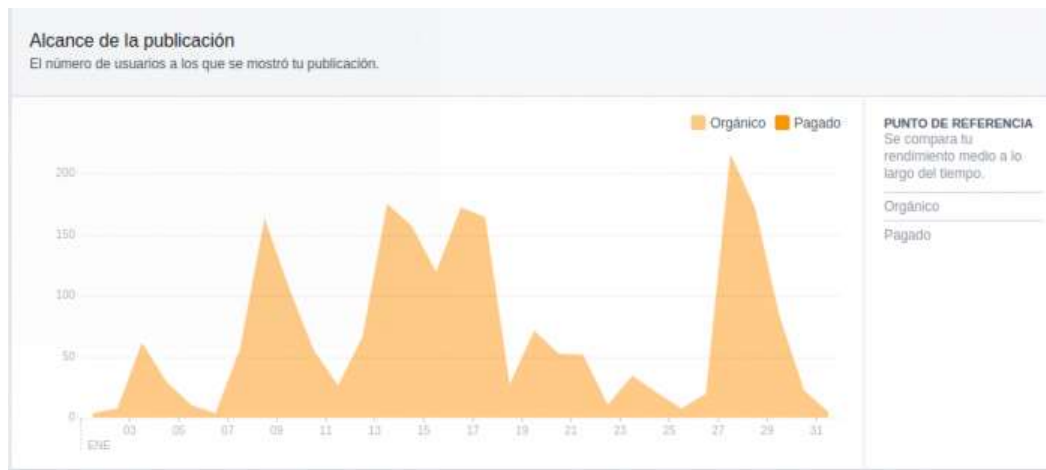 Alcance de la publicación
El número de usuarios a los que se mostró tu publicación.
Orgánico Pagado
PUNTO DE REFERENCIA
Se compara tu
rendimiento medio a lo
largo del tiempo.
Orgánico
Pagado
200
150
100
50
0
03 05 07 09 11 13 15 17 19 21 23 25 27 29 31
ENE